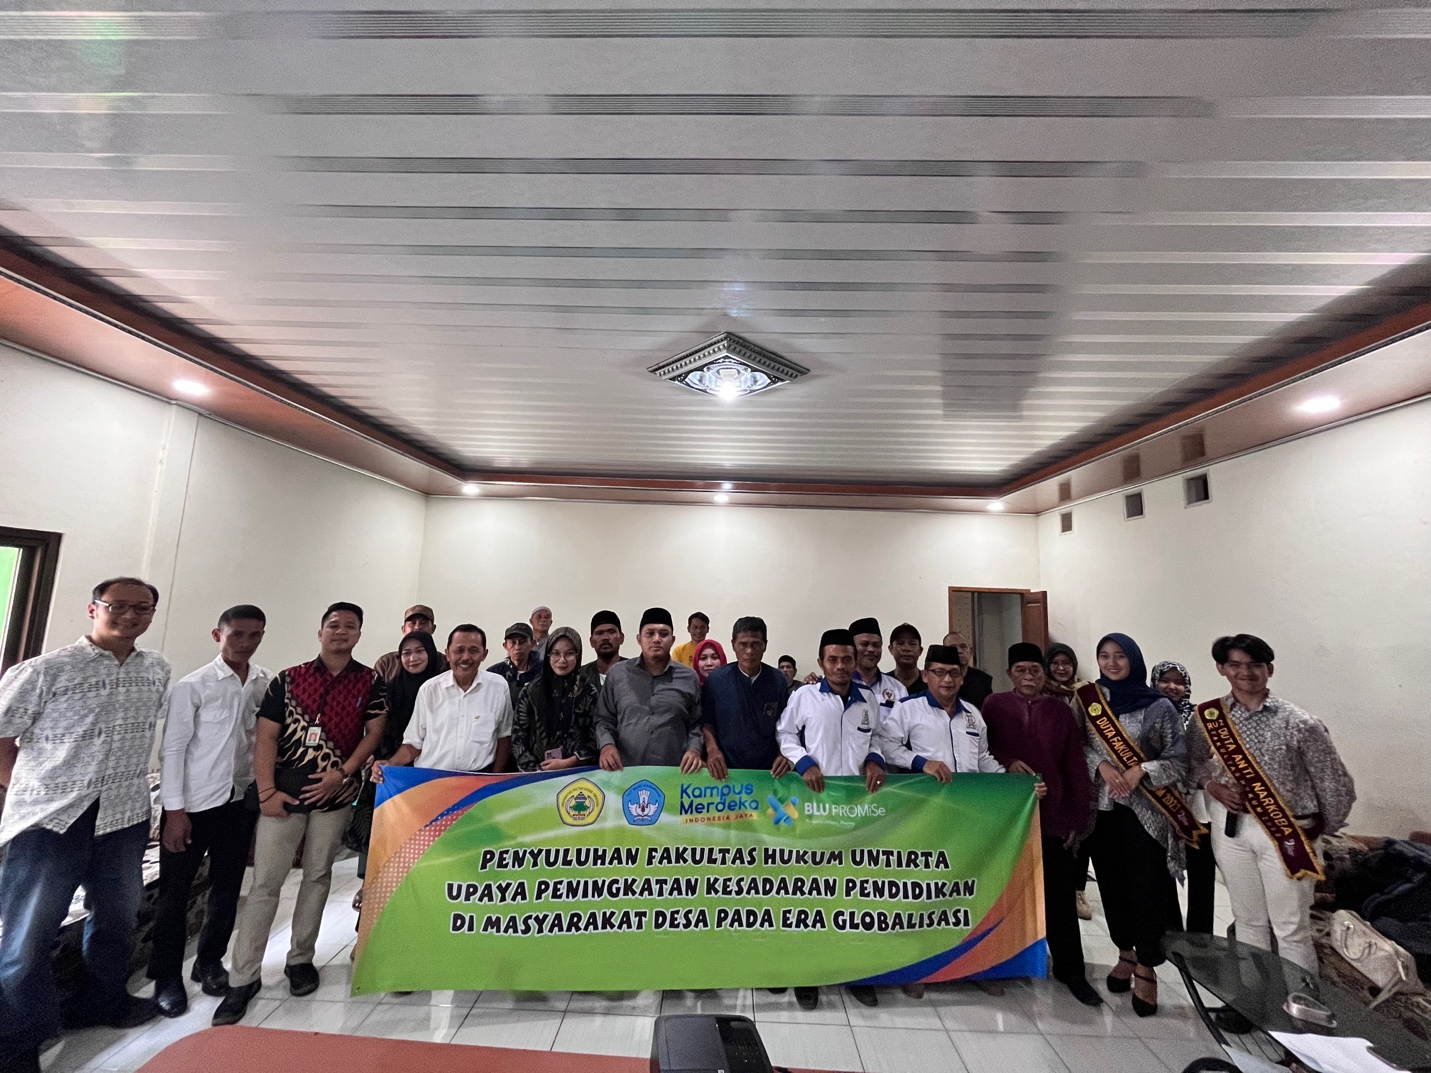 Kampus
Merdeka
INDONESIA JAYA
BLU PROMiSe
PENYULUHAN FAKULTAS HUKUM UNTIRTA
UPAYA PENINGKATAN KESADARAN PENDIDIKAN
DI MASYARAKAT DESA PADA ERA GLOBALISASI
DUTA FAKULT
DUTA ANTI NARKOBA